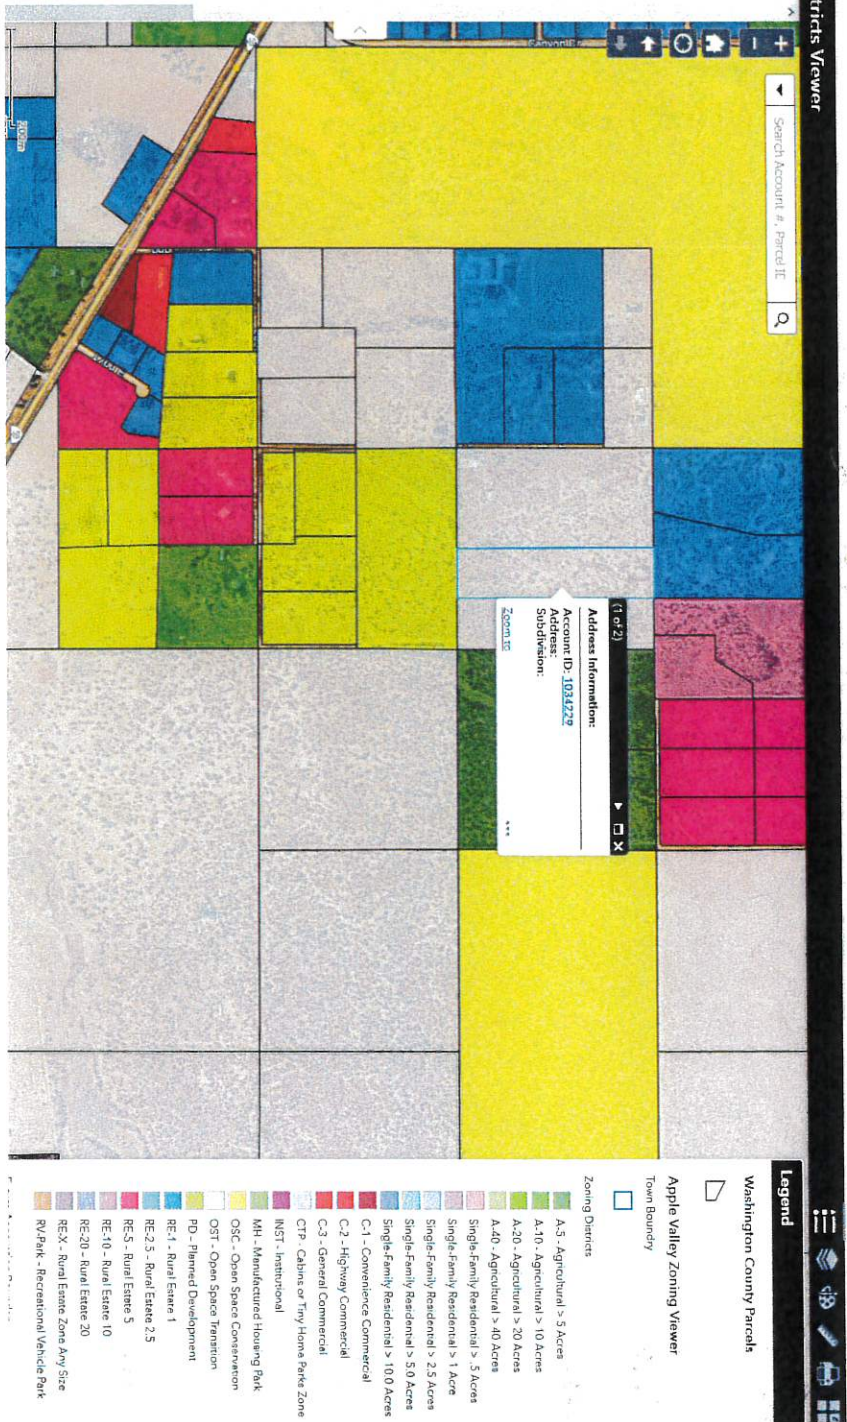 tricts Viewer
Search Account #, Parcel ID
(1 of 2)
Address Information:
Account ID: 1034229
Address:
Subdivision:
Zoom to
...
Legend
Washington County Parcels
Apple Valley Zoning Viewer
Town Boundry
Zoning Districts
A-5 - Agricultural > 5 Acres
A-10 - Agricultural > 10 Acres
A-20 - Agricultural > 20 Acres
A-40 - Agricultural > 40 Acres
Single-Family Residential > .5 Acres
Single-Family Residential > 1 Acre
Single-Family Residential > 2.5 Acres
Single-Family Residential > 5.0 Acres
Single-Family Residential > 10.0 Acres
C-1 - Convenience Commercial
C-2 - Highway Commercial
C-3 - General Commercial
CTP - Cabins or Tiny Home Parks Zone
INST - Institutional
MH - Manufactured Housing Park
OSC - Open Space Conservation
OST - Open Space Transition
PD - Planned Development
RE-1 - Rural Estate 1
RE-2.5 - Rural Estate 2.5
RE-5 - Rural Estate 5
RE-10 - Rural Estate 10
RE-20 - Rural Estate 20
RE-X - Rural Estate Zone Any Size
RV-Park - Recreational Vehicle Park